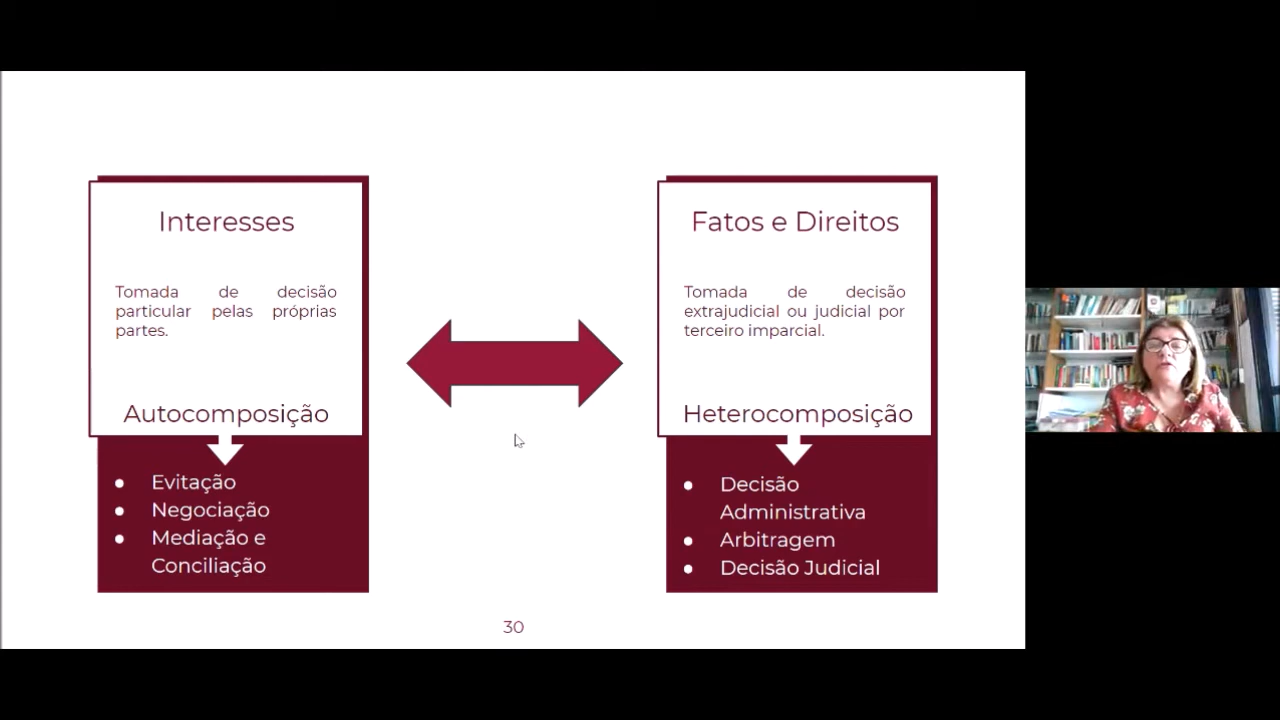 Interesses
Tomada de decisão
particular pelas próprias
partes.
Autocomposição
● Evitação
● Negociação
● Mediação e
Conciliação
Fatos e Direitos
Tomada de decisão
extrajudicial ou judicial por
terceiro imparcial.
Heterocomposição
● Decisão
Administrativa
● Arbitragem
● Decisão Judicial
30